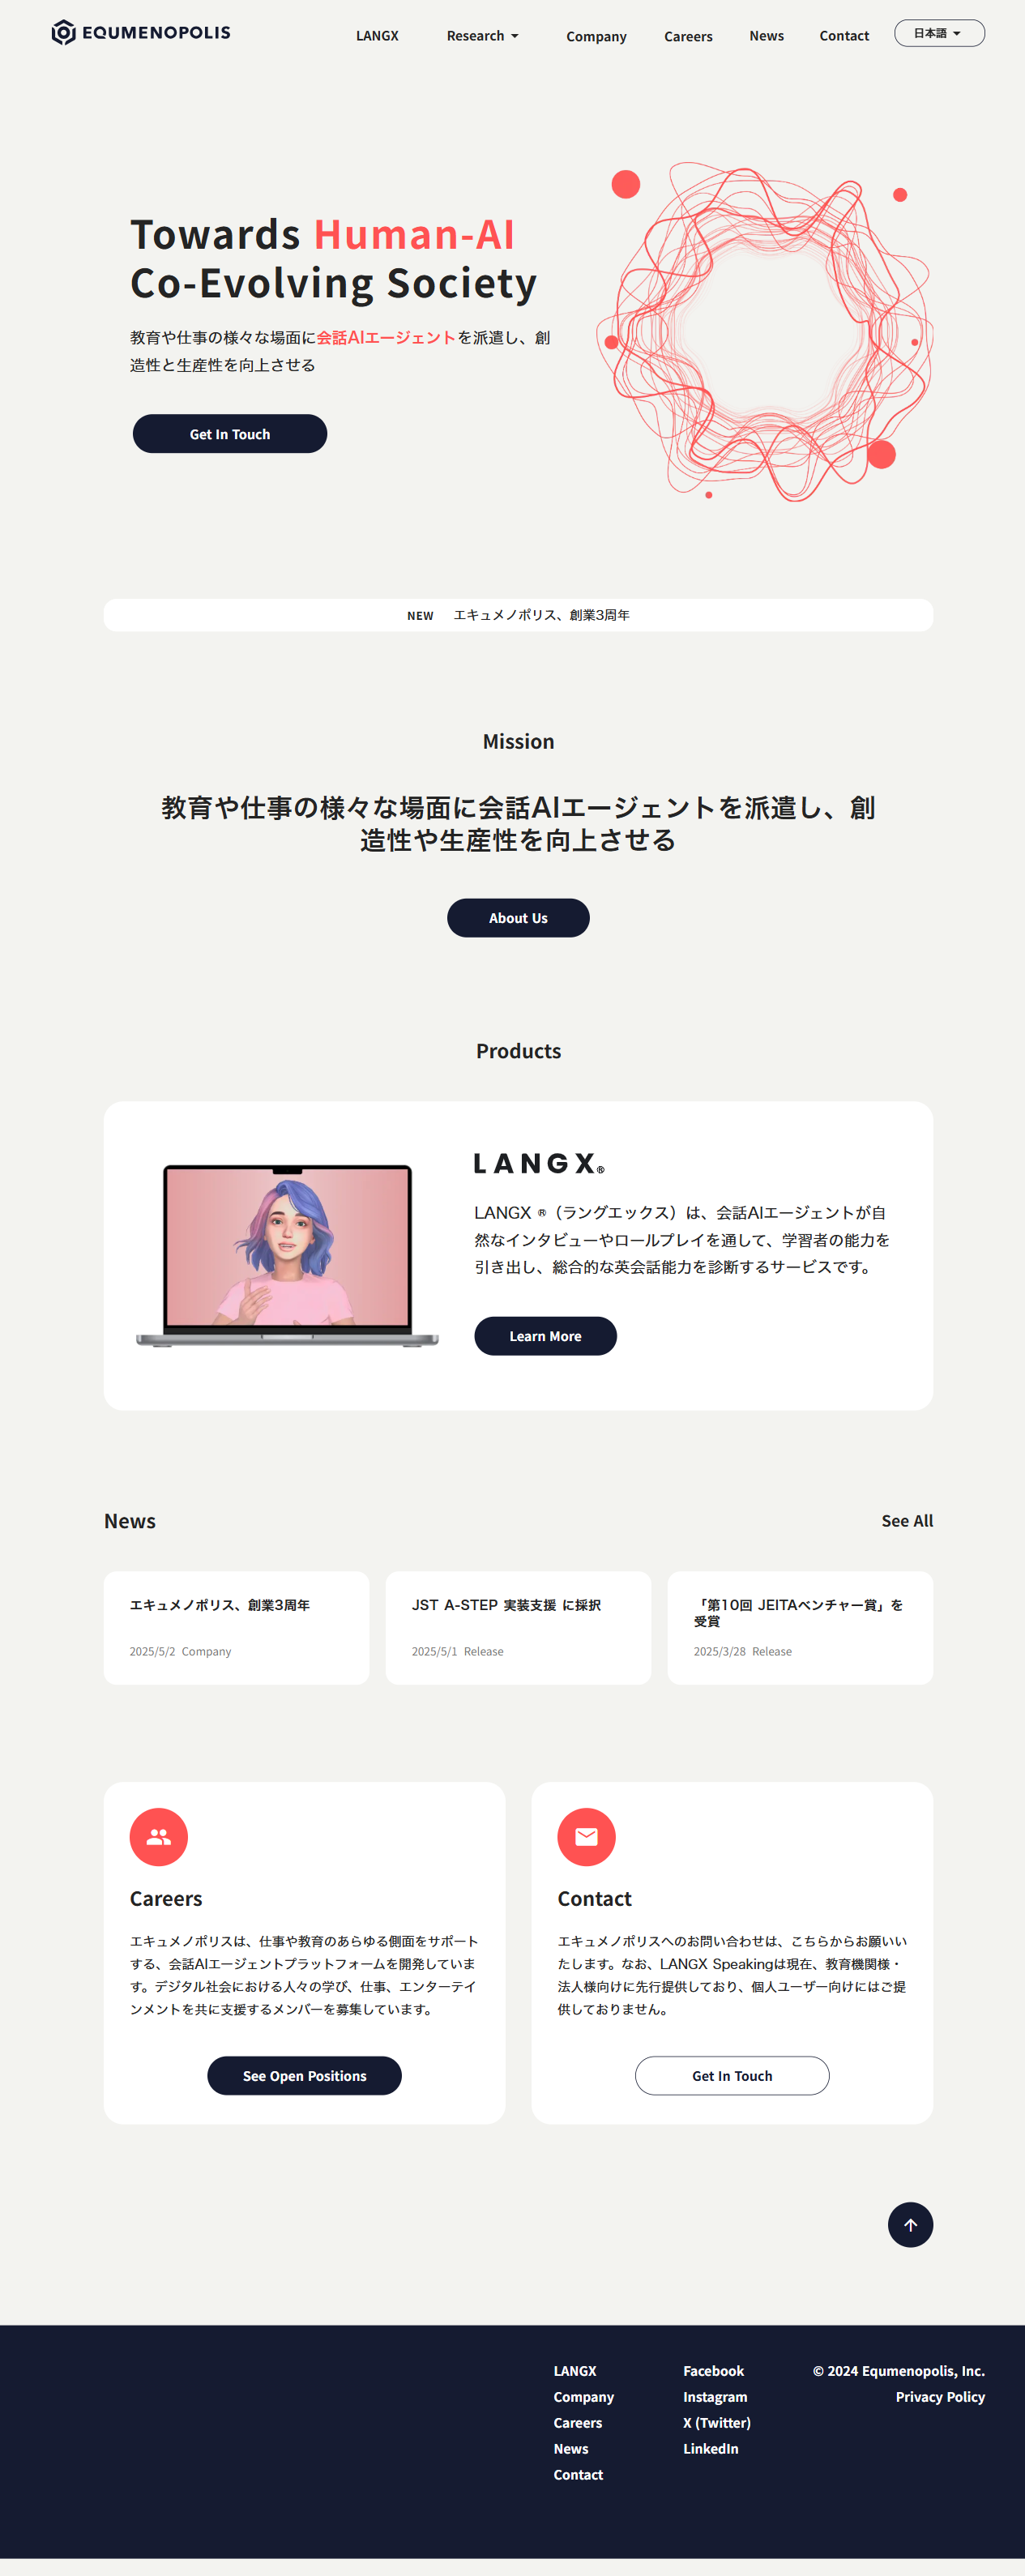 EQUMENOPOLIS
LANGX
Research
Company
Careers
News
Contact
日本語
Towards Human-AI
Co-Evolving Society
教育や仕事の様々な場面に会話AIエージェントを派遣し、創
造性と生産性を向上させる
Get In Touch
NEW エキュメノポリス、創業3周年
Mission
教育や仕事の様々な場面に会話AIエージェントを派遣し、創
造性や生産性を向上させる
About Us
Products
LANGX®
LANGX ®（ラングエックス）は、会話AIエージェントが自
然なインタビューやロールプレイを通して、学習者の能力を
引き出し、総合的な英会話能力を診断するサービスです。
Learn More
News
See All
エキュメノポリス、創業3周年
2025/5/2 Company
JST A-STEP 実装支援 に採択
2025/5/1 Release
「第10回 JEITAベンチャー賞」を
受賞
2025/3/28 Release
Careers
エキュメノポリスは、仕事や教育のあらゆる側面をサポート
する、会話AIエージェントプラットフォームを開発していま
す。デジタル社会における人々の学び、仕事、エンターテイ
ンメントを共に支援するメンバーを募集しています。
See Open Positions
Contact
エキュメノポリスへのお問い合わせは、こちらからお願いい
たします。なお、LANGX Speakingは現在、教育機関様・
法人様向けに先行提供しており、個人ユーザー向けにはご提
供しておりません。
Get In Touch
LANGX
Company
Careers
News
Contact
Facebook
Instagram
X (Twitter)
LinkedIn
© 2024 Equmenopolis, Inc.
Privacy Policy